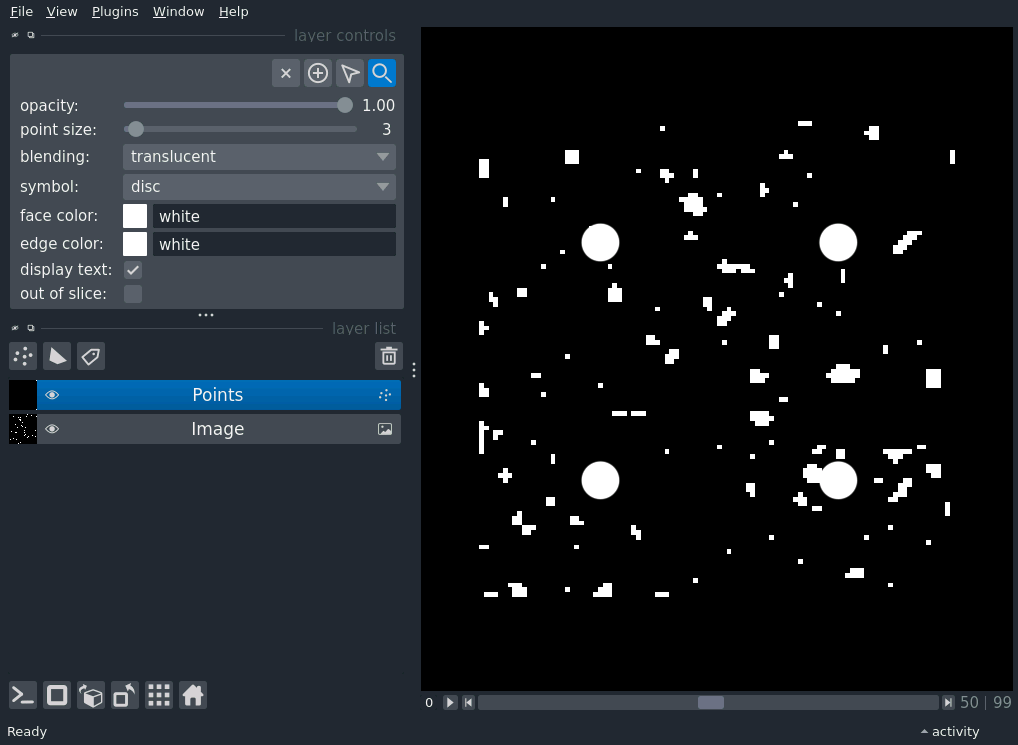 File View Plugins Window Help
layer controls
opacity: 1.00
point size: 3
blending: translucent
symbol: disc
face color: white
edge color: white
display text:
out of slice:
layer list
Points
Image
0 50 | 99
Ready activity